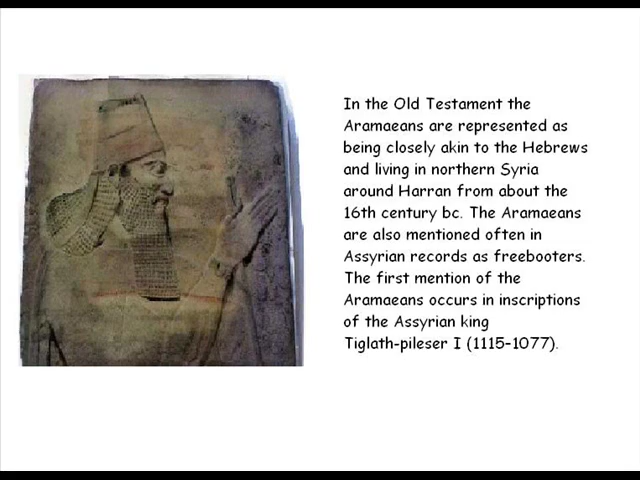 In the Old Testament the
Aramaeans are represented as
being closely akin to the Hebrews
and living in northern Syria
around Harran from about the
16th century bc. The Aramaeans
are also mentioned often in
Assyrian records as freebooters.
The first mention of the
Aramaeans occurs in inscriptions
of the Assyrian king
Tiglath-pileser I (1115–1077).